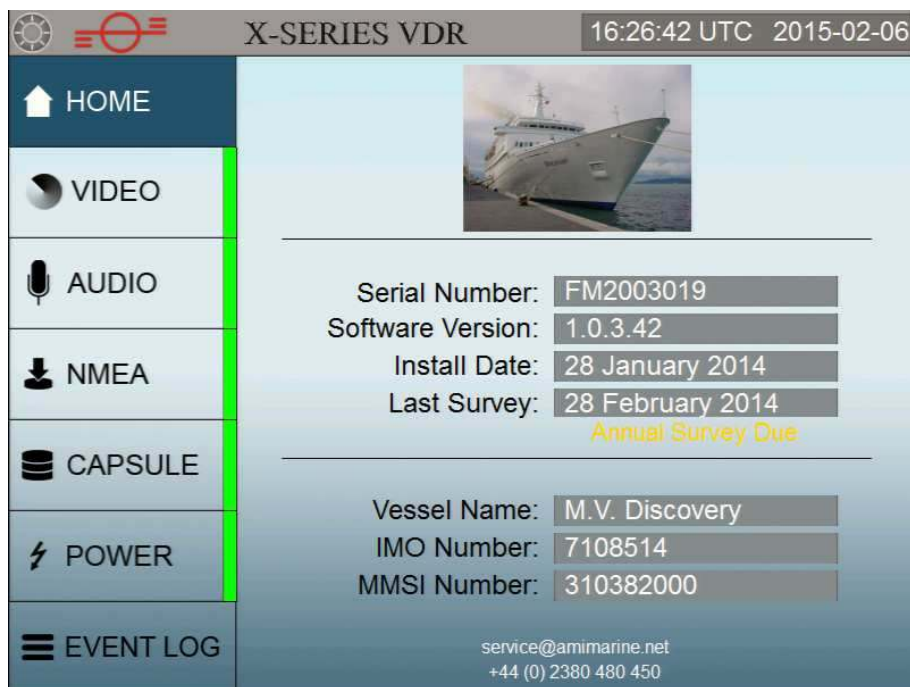 X-SERIES VDR
16:26:42 UTC 2015-02-06
HOME
VIDEO
AUDIO
NMEA
CAPSULE
POWER
EVENT LOG
Serial Number: FM2003019
Software Version: 1.0.3.42
Install Date: 28 January 2014
Last Survey: 28 February 2014
Annual Survey Due
Vessel Name: M.V. Discovery
IMO Number: 7108514
MMSI Number: 310382000
service@amimarine.net
+44 (0) 2380 480 450